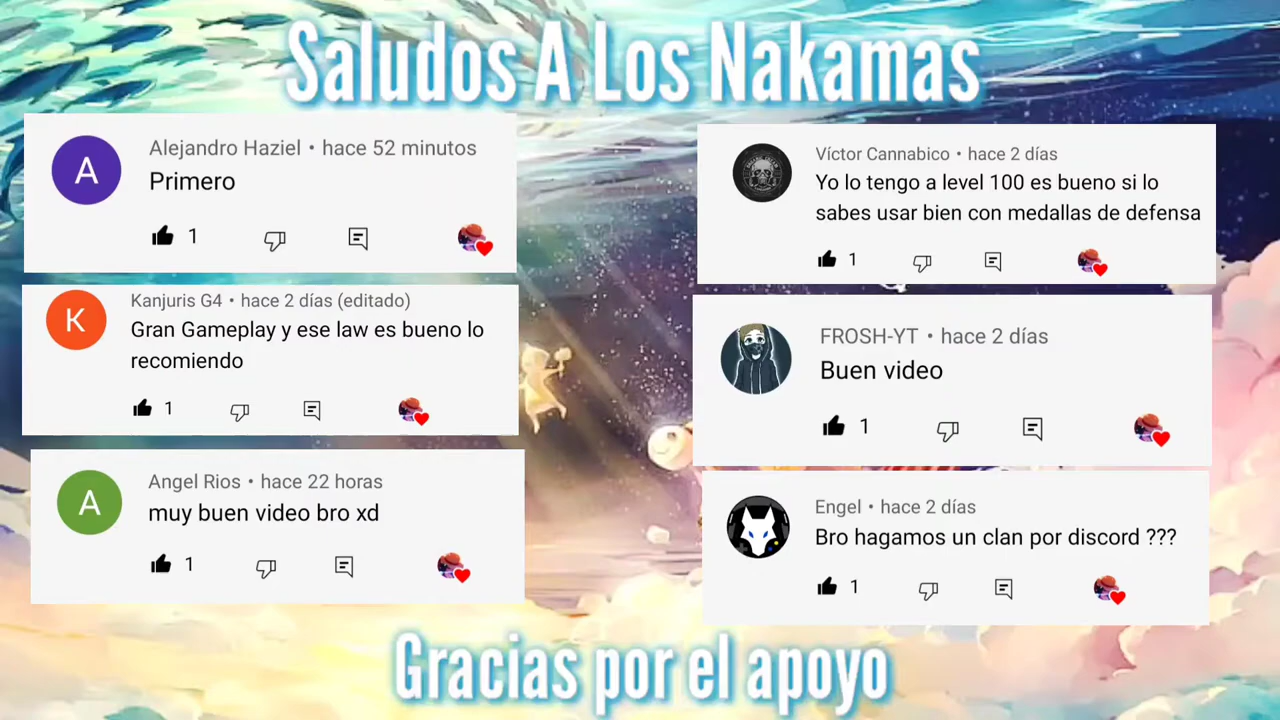 Saludos A Los Nakamas
A
Alejandro Haziel • hace 52 minutos
Primero
1
K
Kanjuris G4 • hace 2 días (editado)
Gran Gameplay y ese law es bueno lo
recomiendo
1
A
Angel Rios • hace 22 horas
muy buen video bro xd
1
Víctor Cannabico • hace 2 días
Yo lo tengo a level 100 es bueno si lo
sabes usar bien con medallas de defensa
1
FROSH-YT • hace 2 días
Buen video
1
Engel • hace 2 días
Bro hagamos un clan por discord ???
1
Gracias por el apoyo